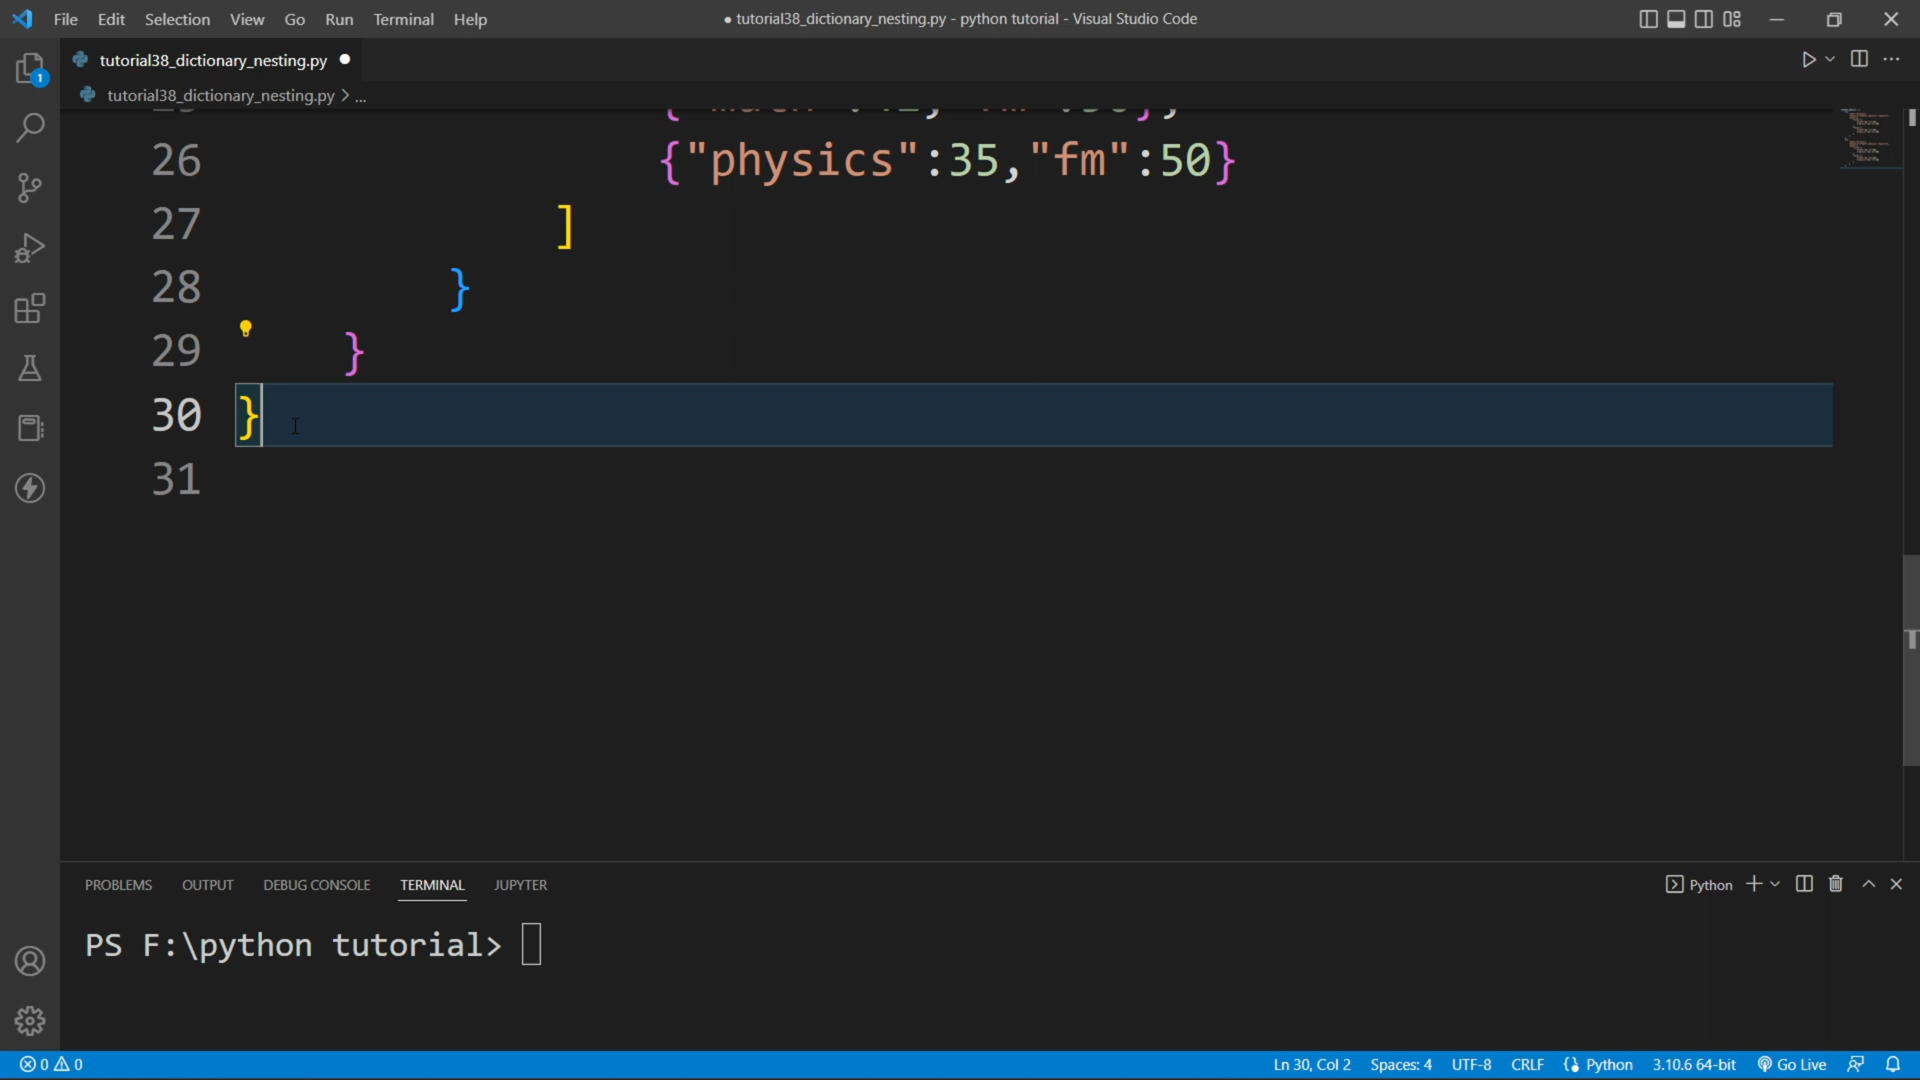 File Edit Selection View Go Run Terminal Help
● tutorial38_dictionary_nesting.py - python tutorial - Visual Studio Code
1
tutorial38_dictionary_nesting.py ●
tutorial38_dictionary_nesting.py > ...
26 {"physics":35,"fm":50}
27 ]
28 }
29 }
30 }
31
PROBLEMS OUTPUT DEBUG CONSOLE TERMINAL JUPYTER
Python
PS F:\python tutorial>
0 0
Ln 30, Col 2 Spaces: 4 UTF-8 CRLF Python 3.10.6 64-bit Go Live